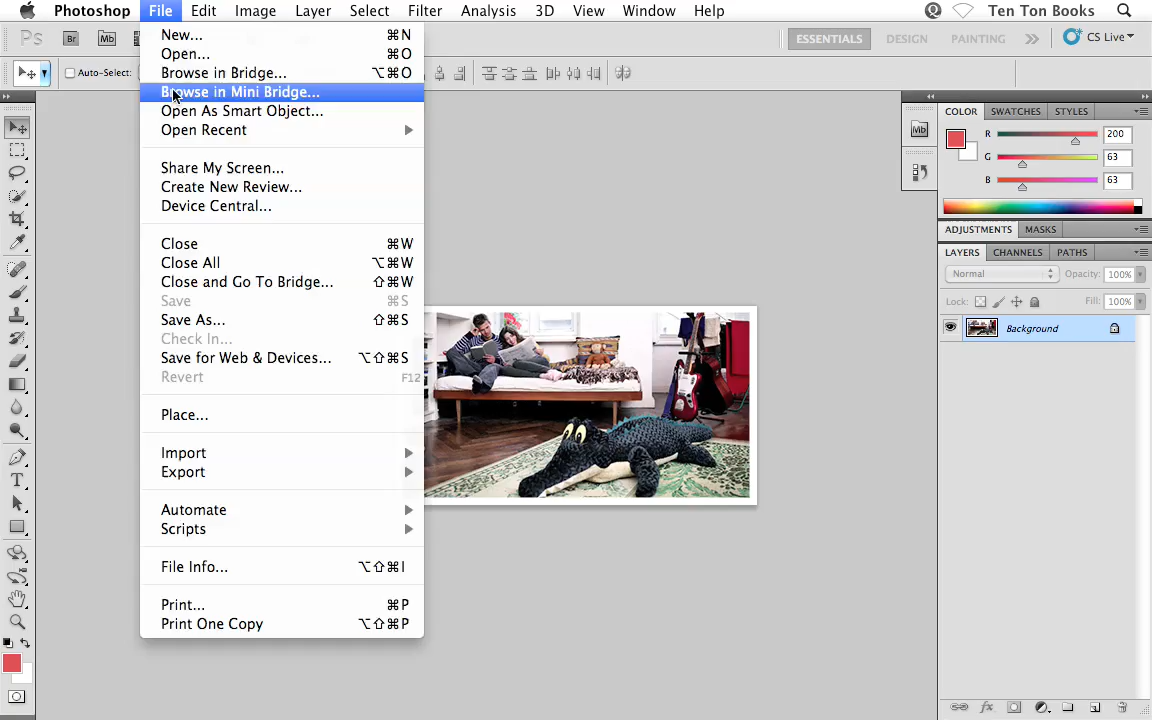 Photoshop File Edit Image Layer Select Filter Analysis 3D View Window Help Ten Ton Books
Ps Br Mb ESSENTIALS DESIGN PAINTING CS Live
Auto-Select:
New... ⌘N
Open... ⌘O
Browse in Bridge... ⌥⌘O
Browse in Mini Bridge...
Open As Smart Object...
Open Recent
Share My Screen...
Create New Review...
Device Central...
Close ⌘W
Close All ⌥⌘W
Close and Go To Bridge... ⇧⌘W
Save ⌘S
Save As... ⇧⌘S
Check In...
Save for Web & Devices... ⌥⇧⌘S
Revert F12
Place...
Import
Export
Automate
Scripts
File Info... ⌥⇧⌘I
Print... ⌘P
Print One Copy ⌥⇧⌘P
Mb
COLOR SWATCHES STYLES
R 200
G 63
B 63
ADJUSTMENTS MASKS
LAYERS CHANNELS PATHS
Normal Opacity: 100%
Lock: Fill: 100%
Background
fx